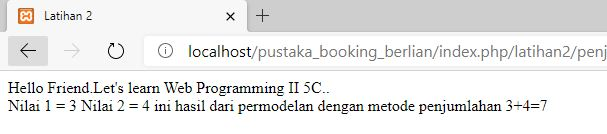 Latihan 2
localhost/pustaka_booking_berlian/index.php/latihan2/penj
Hello Friend.Let's learn Web Programming II 5C..
Nilai 1 = 3 Nilai 2 = 4 ini hasil dari permodelan dengan metode penjumlahan 3+4=7